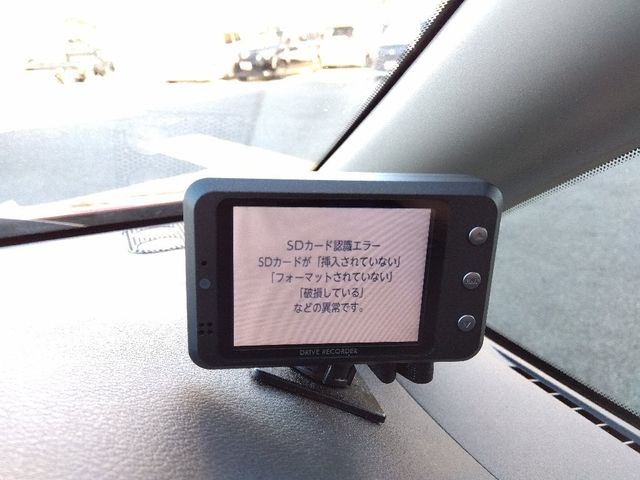 SDカード認識エラー
SDカードが「挿入されていない」
「フォーマットされていない」
「破損している」
などの異常です。
DRIVE RECORDER